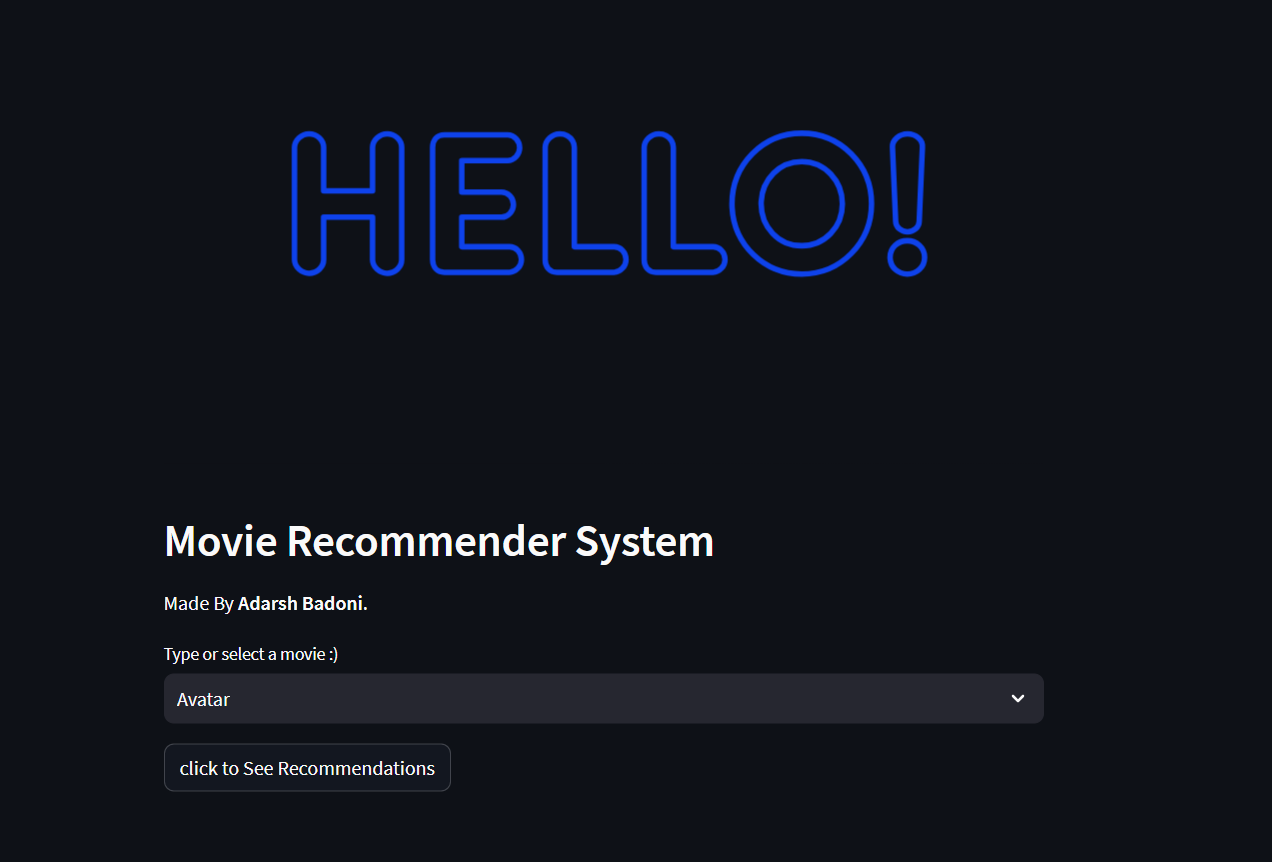 HELLO!
Movie Recommender System
Made By Adarsh Badoni.
Type or select a movie :)
Avatar
click to See Recommendations